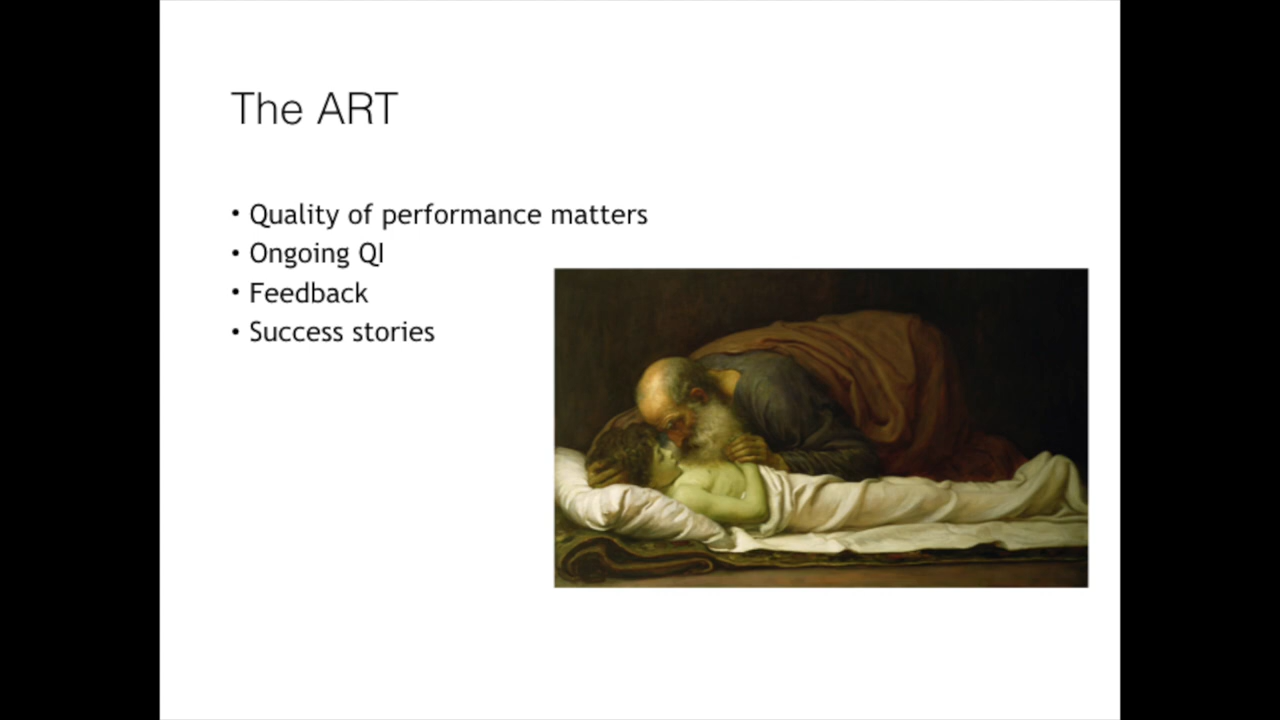 The ART
• Quality of performance matters
• Ongoing QI
• Feedback
• Success stories